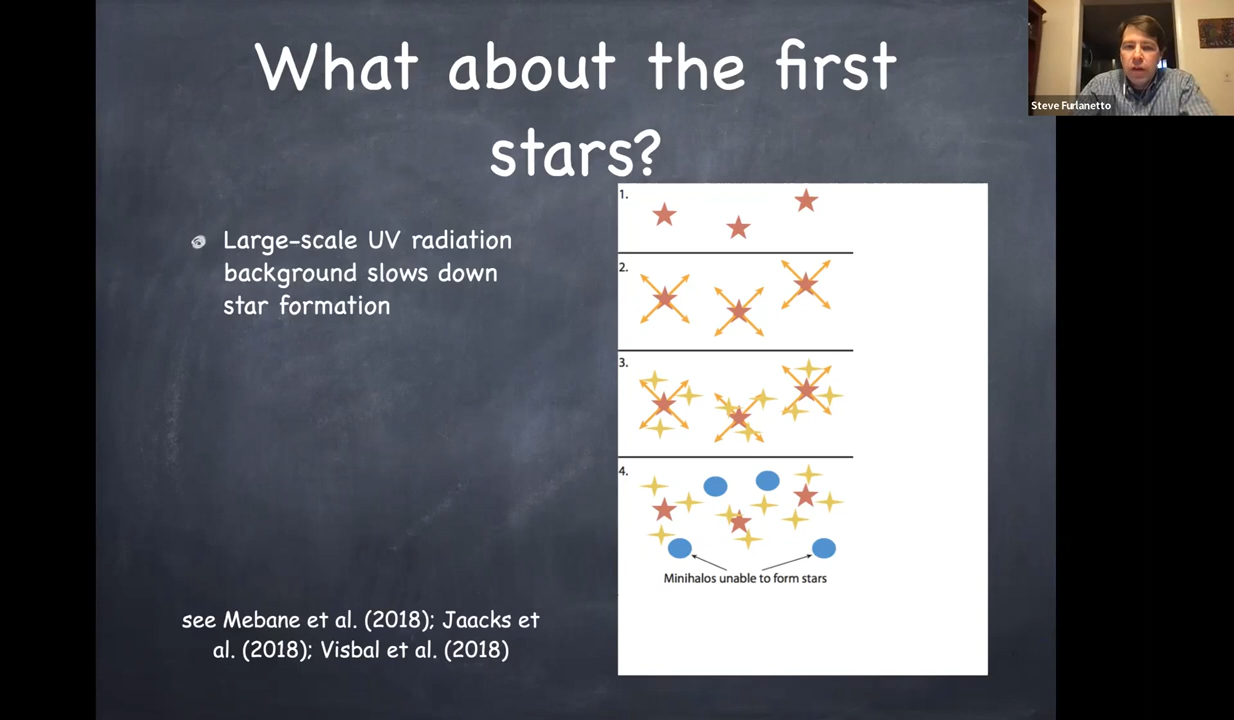 What about the first
stars?
Steve Furlanetto
Large-scale UV radiation
background slows down
star formation
1.
2.
3.
4.
Minihalos unable to form stars
see Mebane et al. (2018); Jaacks et
al. (2018); Visbal et al. (2018)